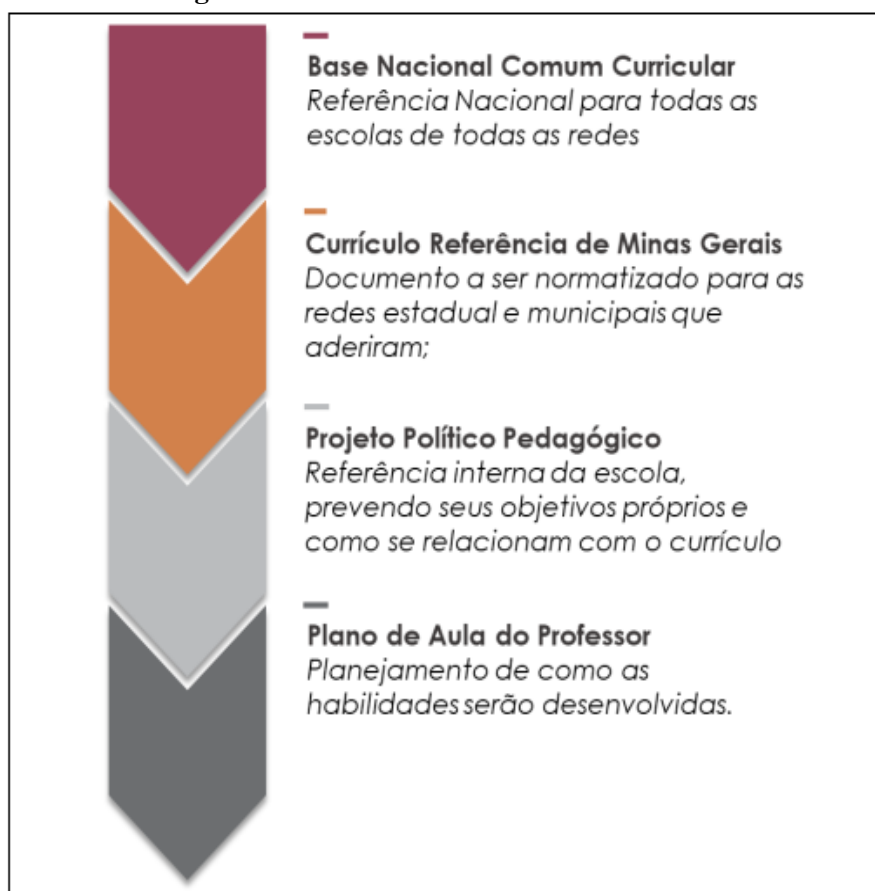 Base Nacional Comum Curricular
Referência Nacional para todas as
escolas de todas as redes
Currículo Referência de Minas Gerais
Documento a ser normatizado para as
redes estadual e municipais que
aderiram;
Projeto Político Pedagógico
Referência interna da escola,
prevendo seus objetivos próprios e
como se relacionam com o currículo
Plano de Aula do Professor
Planejamento de como as
habilidades serão desenvolvidas.